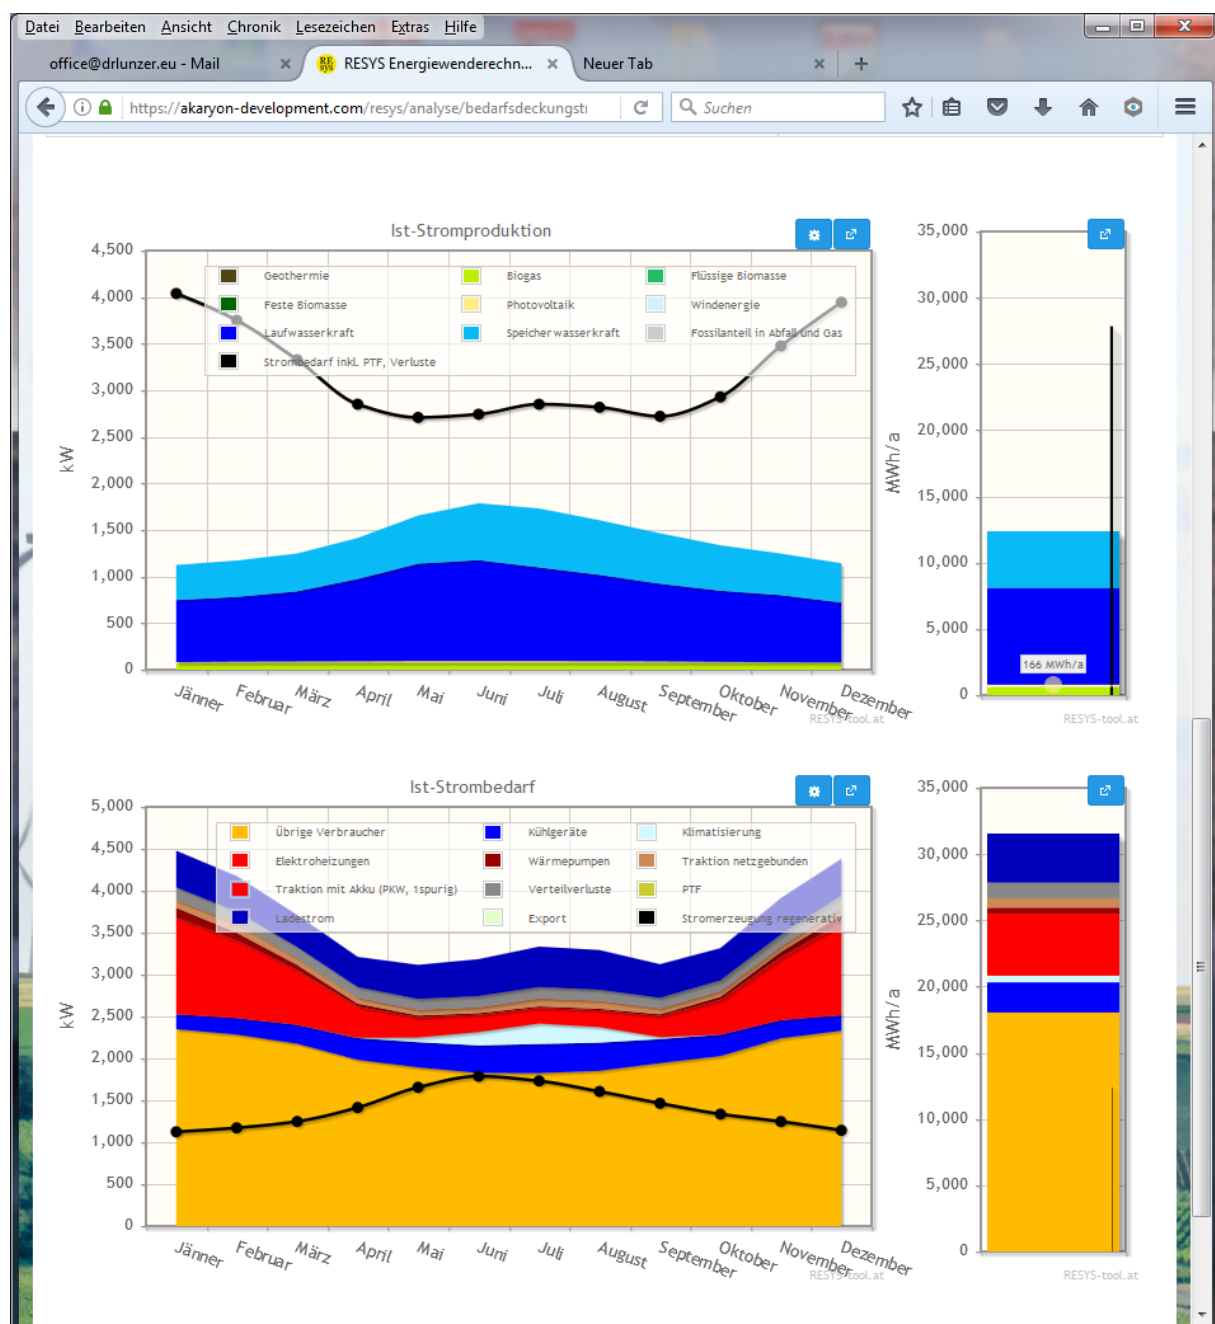 Datei Bearbeiten Ansicht Chronik Lesezeichen Extras Hilfe
office@drlunzer.eu - Mail × RESYS Energiewenderechn... × Neuer Tab × +
https://akaryon-development.com/resys/analyse/bedarfsdeckungst Suchen
Ist-Stromproduktion
4,500
4,000
3,500
3,000
2,500
2,000
1,500
1,000
500
0
kW
Geothermie Biogas Flüssige Biomasse
Feste Biomasse Photovoltaik Windenergie
Laufwasserkraft Speicherwasserkraft Fossilanteil in Abfall und Gas
Strombedarf inkl. PTF, Verluste
Jänner Februar März April Mai Juni Juli August September Oktober November Dezember
RESYS-tool.at
35,000
30,000
25,000
20,000
15,000
10,000
5,000
0
MWh/a
166 MWh/a
RESYS-tool.at
Ist-Strombedarf
5,000
4,500
4,000
3,500
3,000
2,500
2,000
1,500
1,000
500
0
kW
Übrige Verbraucher Kühlgeräte Klimatisierung
Elektroheizungen Wärmepumpen Traktion netzgebunden
Traktion mit Akku (PKW, 1spurig) Verteilverluste PTF
Ladestrom Export Stromerzeugung regenerativ
Jänner Februar März April Mai Juni Juli August September Oktober November Dezember
RESYS-tool.at
35,000
30,000
25,000
20,000
15,000
10,000
5,000
0
MWh/a
RESYS-tool.at